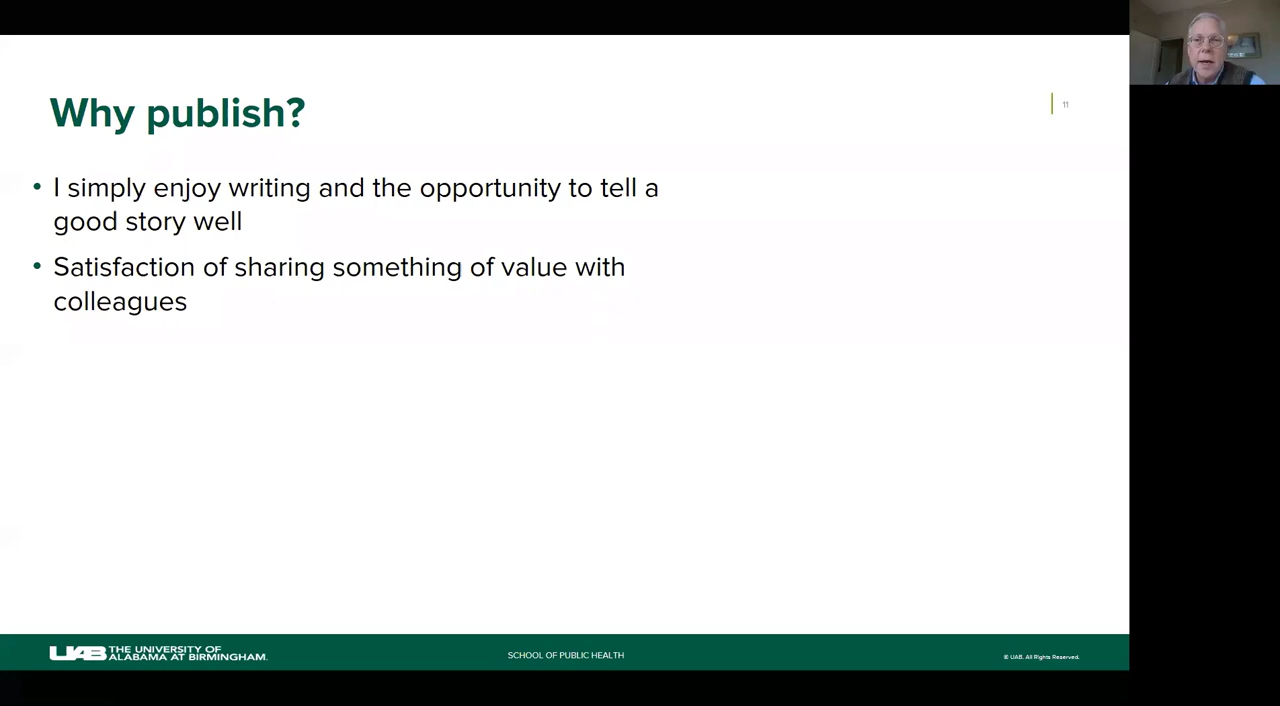 Why publish?
11
• I simply enjoy writing and the opportunity to tell a
good story well
• Satisfaction of sharing something of value with
colleagues
UAB THE UNIVERSITY OF
ALABAMA AT BIRMINGHAM.
SCHOOL OF PUBLIC HEALTH
© UAB. All Rights Reserved.